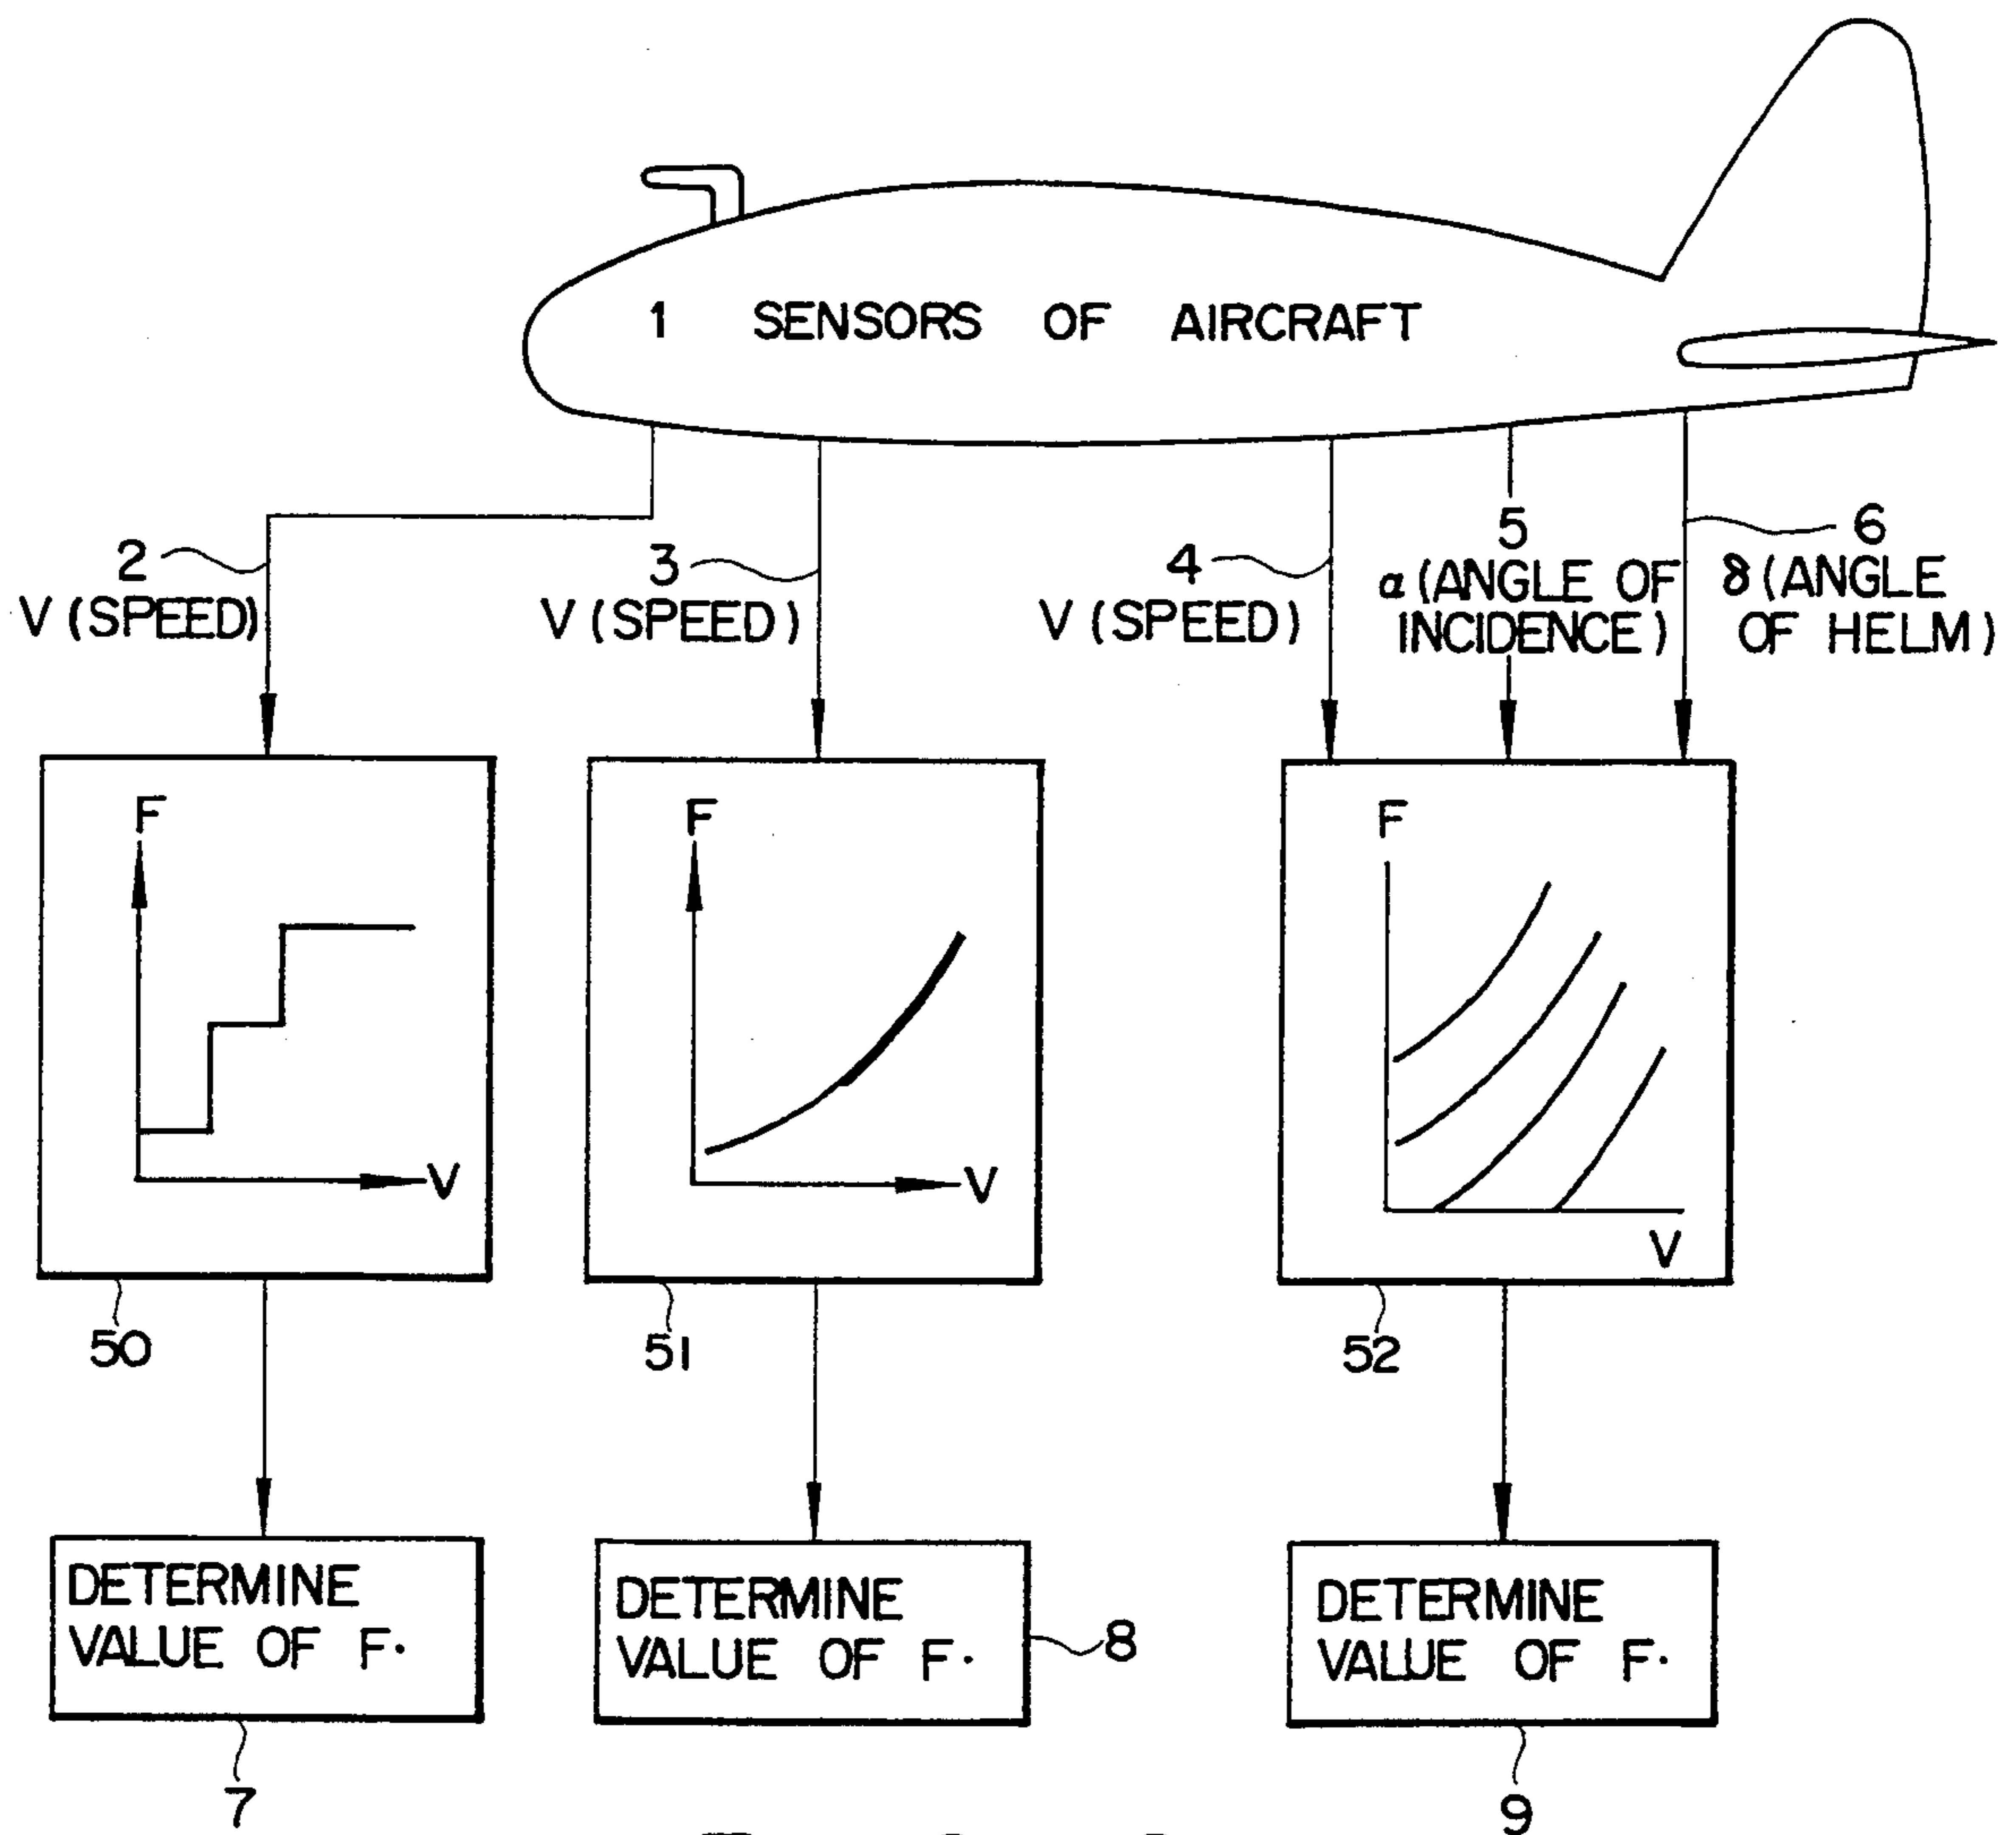 1 SENSORS OF AIRCRAFT
2
V (SPEED)
3
V (SPEED)
4
V (SPEED)
5
α (ANGLE OF
INCIDENCE)
6
δ (ANGLE
OF HELM)
F
V
50
F
V
51
F
V
52
DETERMINE
VALUE OF F.
7
DETERMINE
VALUE OF F.
8
DETERMINE
VALUE OF F.
9